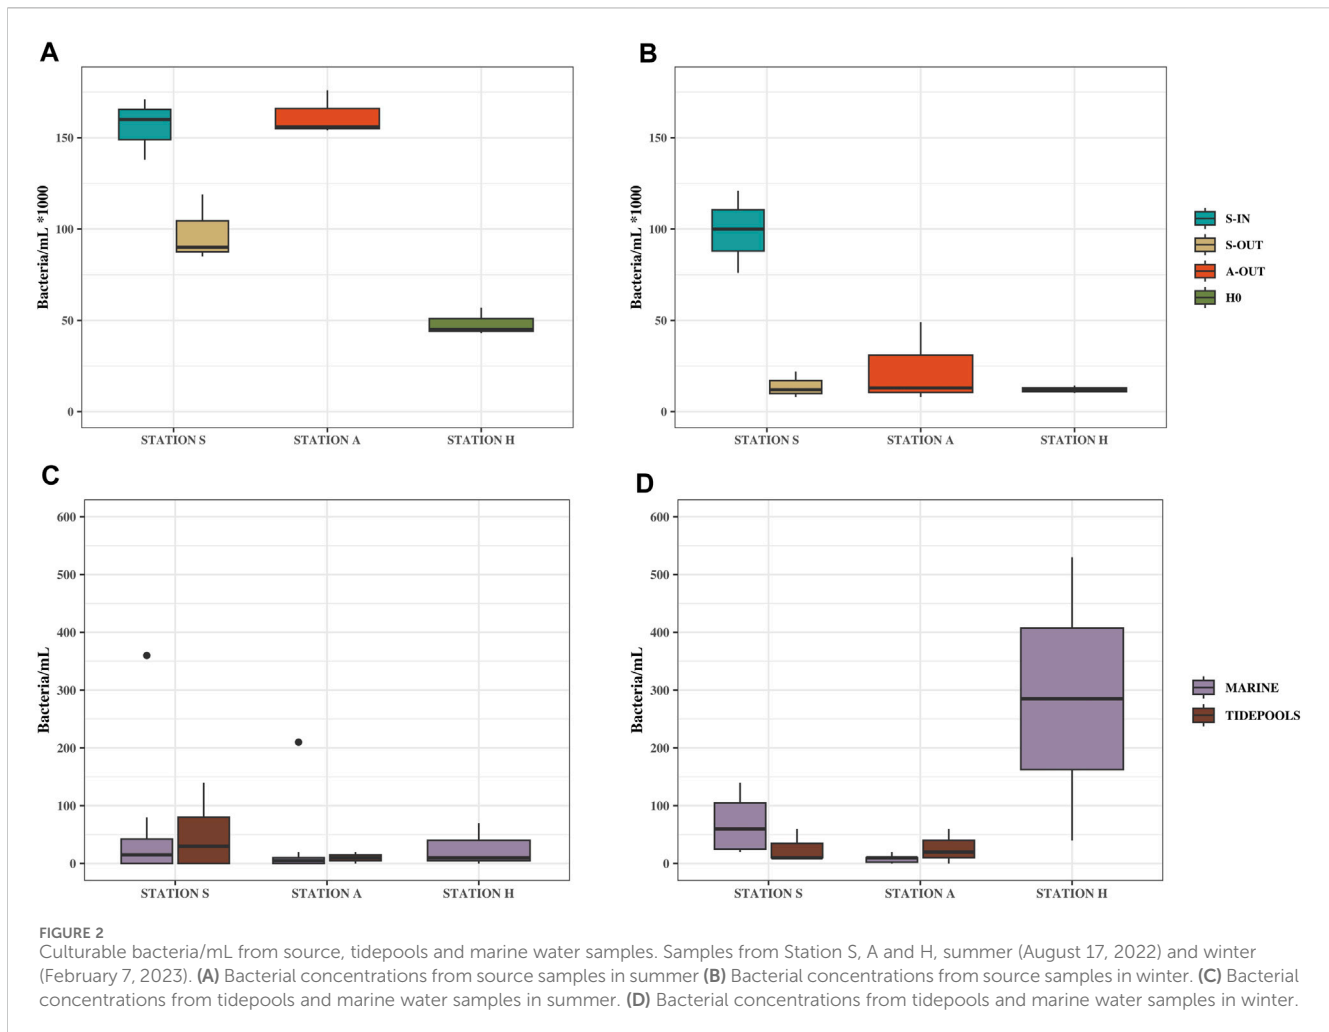 A
B
150
100
50
0
Bacteria/mL *1000
STATION S
STATION A
STATION H
150
100
50
0
Bacteria/mL *1000
STATION S
STATION A
STATION H
S-IN
S-OUT
A-OUT
H0
C
D
600
500
400
300
200
100
0
Bacteria/mL
STATION S
STATION A
STATION H
600
500
400
300
200
100
0
Bacteria/mL
STATION S
STATION A
STATION H
MARINE
TIDEPOOLS
FIGURE 2
Culturable bacteria/mL from source, tidepools and marine water samples. Samples from Station S, A and H, summer (August 17, 2022) and winter
(February 7, 2023). (A) Bacterial concentrations from source samples in summer (B) Bacterial concentrations from source samples in winter. (C) Bacterial
concentrations from tidepools and marine water samples in summer. (D) Bacterial concentrations from tidepools and marine water samples in winter.